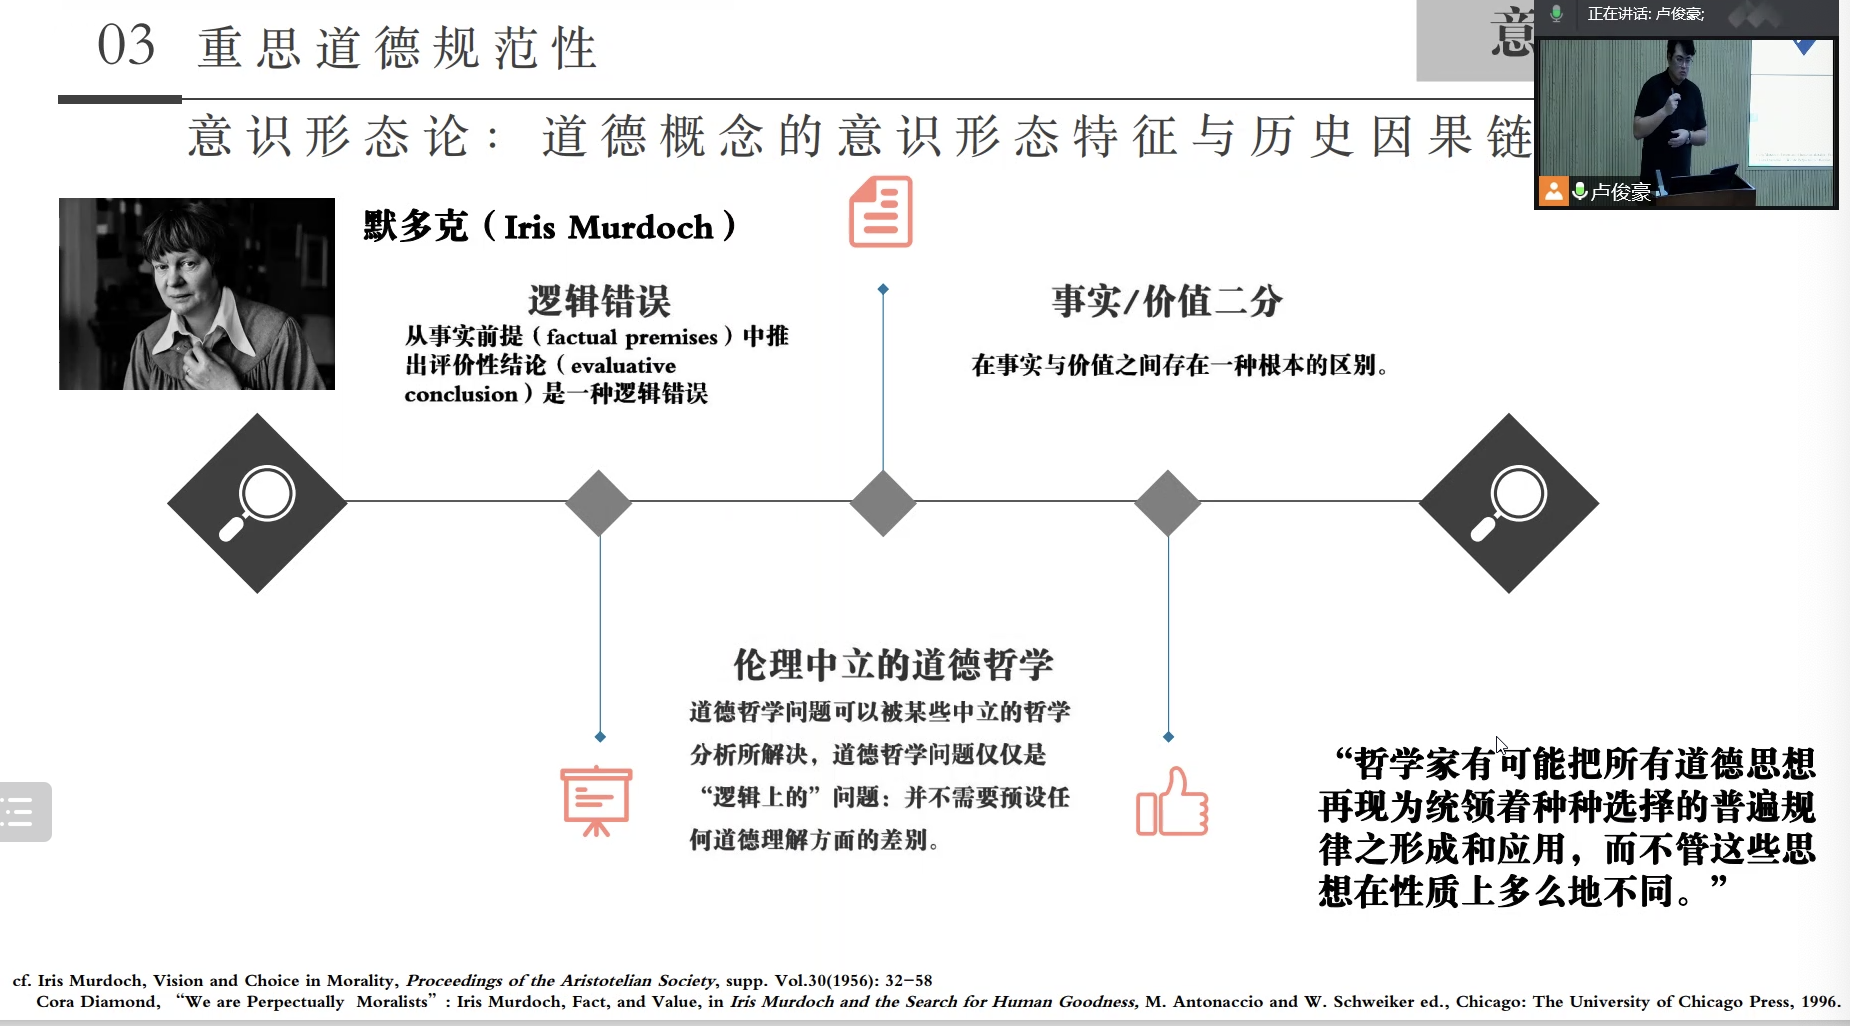 03 重思道德规范性
意
正在讲话: 卢俊豪;
意识形态论：道德概念的意识形态特征与历史因果链
卢俊豪
默多克（Iris Murdoch）
逻辑错误
从事实前提（factual premises）中推
出评价性结论（evaluative
conclusion）是一种逻辑错误
事实/价值二分
在事实与价值之间存在一种根本的区别。
伦理中立的道德哲学
道德哲学问题可以被某些中立的哲学
分析所解决，道德哲学问题仅仅是
“逻辑上的”问题：并不需要预设任
何道德理解方面的差别。
“哲学家有可能把所有道德思想
再现为统领着种种选择的普遍规
律之形成和应用，而不管这些思
想在性质上多么地不同。”
cf. Iris Murdoch, Vision and Choice in Morality, Proceedings of the Aristotelian Society, supp. Vol.30(1956): 32-58
Cora Diamond, “We are Perpectually Moralists”: Iris Murdoch, Fact, and Value, in Iris Murdoch and the Search for Human Goodness, M. Antonaccio and W. Schweiker ed., Chicago: The University of Chicago Press, 1996.